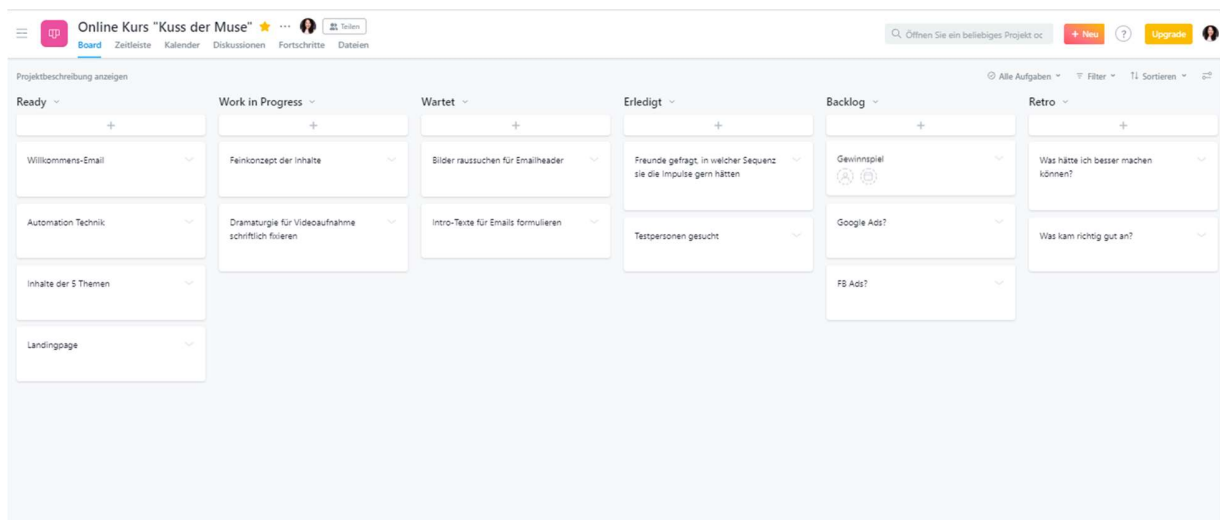 Online Kurs "Kuss der Muse"
Teilen
Board Zeitleiste Kalender Diskussionen Fortschritte Dateien
Öffnen Sie ein beliebiges Projekt oc
+ Neu
?
Upgrade
Projektbeschreibung anzeigen
Alle Aufgaben
Filter
Sortieren
Ready
+
Willkommens-Email
Automation Technik
Inhalte der 5 Themen
Landingpage
Work in Progress
+
Feinkonzept der Inhalte
Dramaturgie für Videoaufnahme
schriftlich fixieren
Wartet
+
Bilder raussuchen für Emailheader
Intro-Texte für Emails formulieren
Erledigt
+
Freunde gefragt, in welcher Sequenz
sie die Impulse gern hätten
Testpersonen gesucht
Backlog
+
Gewinnspiel
Google Ads?
FB Ads?
Retro
+
Was hätte ich besser machen
können?
Was kam richtig gut an?